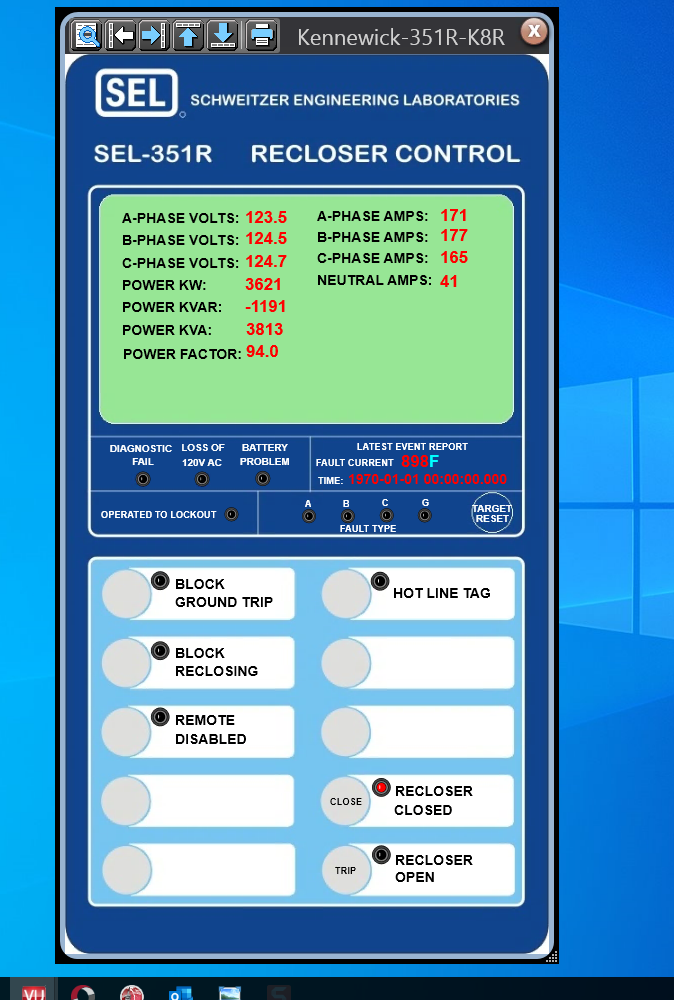 Kennewick-351R-K8R
X
SEL
SCHWEITZER ENGINEERING LABORATORIES
SEL-351R RECLOSER CONTROL
A-PHASE VOLTS: 123.5
B-PHASE VOLTS: 124.5
C-PHASE VOLTS: 124.7
POWER KW: 3621
POWER KVAR: -1191
POWER KVA: 3813
POWER FACTOR: 94.0
A-PHASE AMPS: 171
B-PHASE AMPS: 177
C-PHASE AMPS: 165
NEUTRAL AMPS: 41
DIAGNOSTIC
FAIL
LOSS OF
120V AC
BATTERY
PROBLEM
LATEST EVENT REPORT
FAULT CURRENT 898F
TIME: 1970-01-01 00:00:00.000
OPERATED TO LOCKOUT
A B C G
FAULT TYPE
TARGET
RESET
BLOCK
GROUND TRIP
HOT LINE TAG
BLOCK
RECLOSING
REMOTE
DISABLED
CLOSE
RECLOSER
CLOSED
TRIP
RECLOSER
OPEN
VU